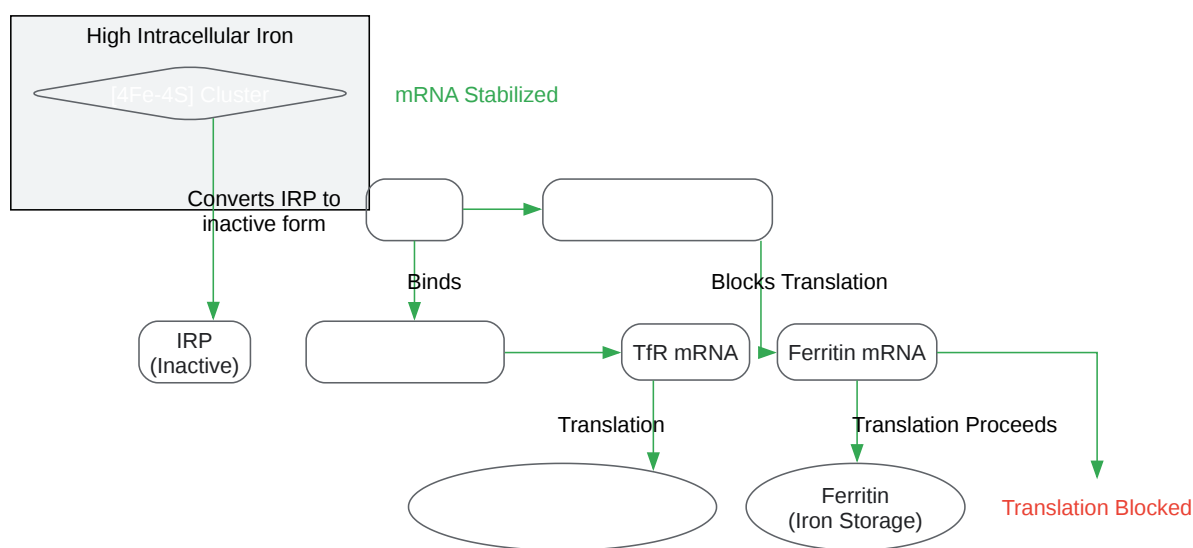 High Intracellular Iron
[4Fe-4S] Cluster
mRNA Stabilized
Converts IRP to
inactive form
Binds
Blocks Translation
IRP
(Inactive)
TfR mRNA
Ferritin mRNA
Translation
Translation Proceeds
Ferritin
(Iron Storage)
Translation Blocked